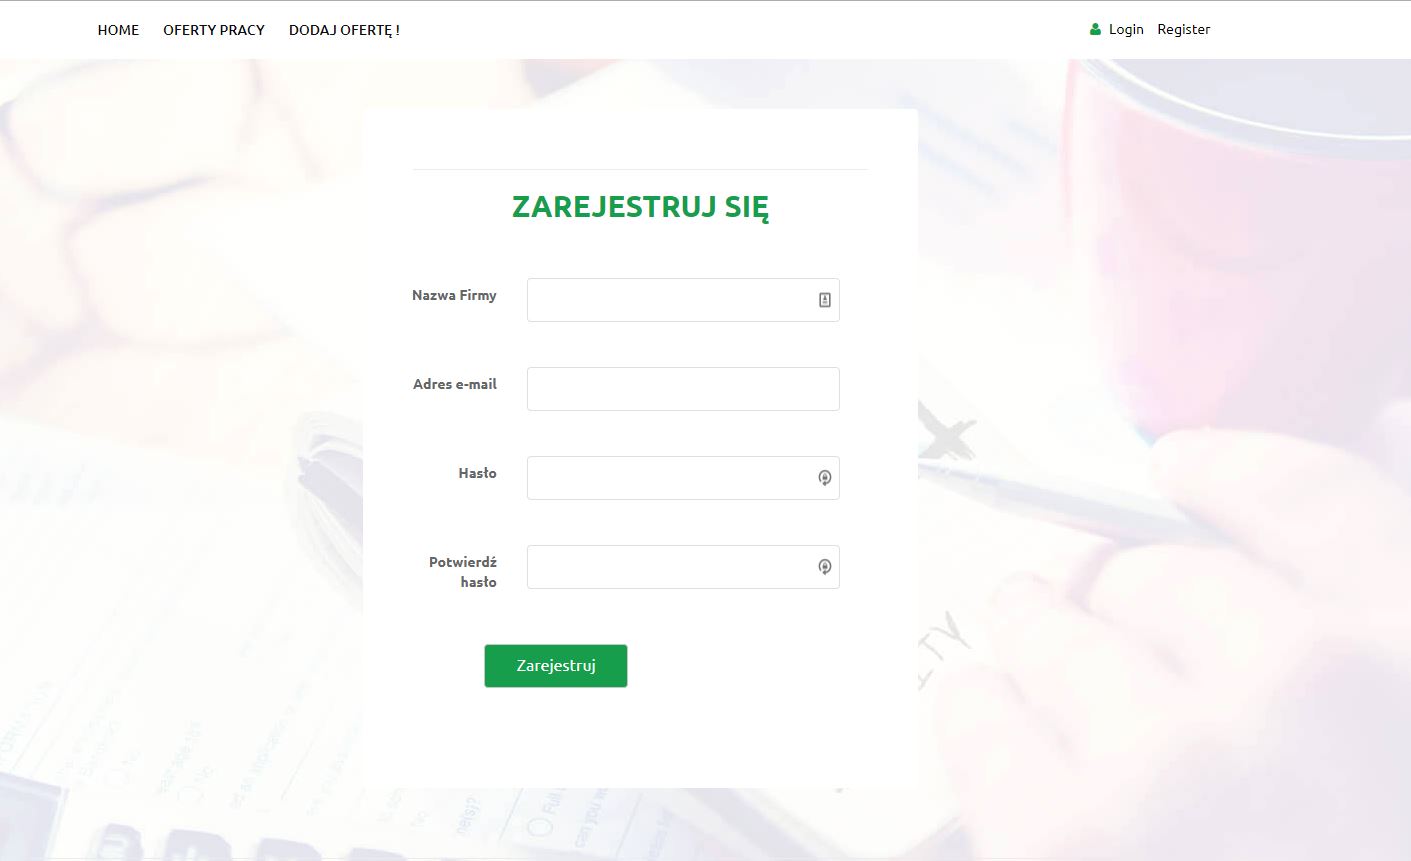 HOME OFERTY PRACY DODAJ OFERTĘ ! Login Register
ZAREJESTRUJ SIĘ
Nazwa Firmy
Adres e-mail
Hasło
Potwierdź
hasło
Zarejestruj